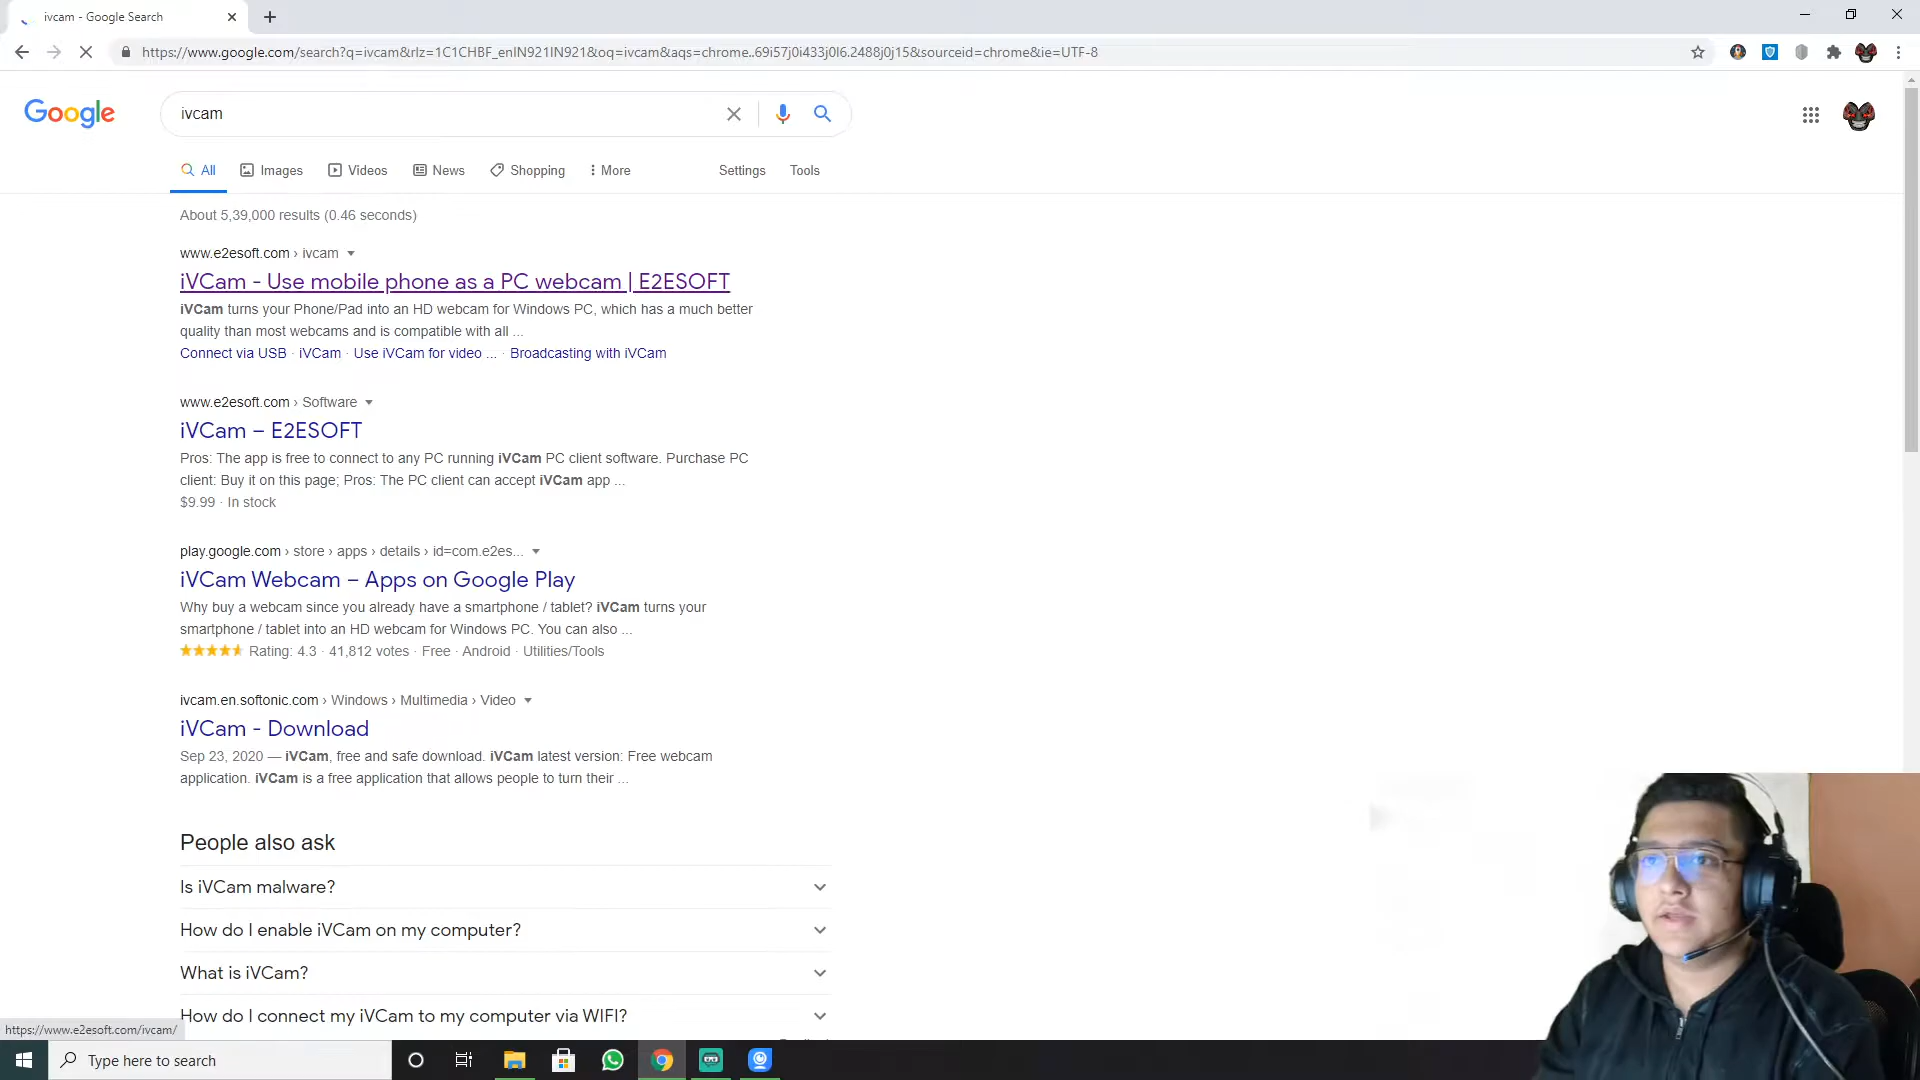 ivcam - Google Search
https://www.google.com/search?q=ivcam&rlz=1C1CHBF_enIN921IN921&oq=ivcam&aqs=chrome..69i57j0i433j0l6.2488j0j15&sourceid=chrome&ie=UTF-8
Google
ivcam
All Images Videos News Shopping More Settings Tools
About 5,39,000 results (0.46 seconds)
www.e2esoft.com › ivcam
iVCam - Use mobile phone as a PC webcam | E2ESOFT
iVCam turns your Phone/Pad into an HD webcam for Windows PC, which has a much better
quality than most webcams and is compatible with all ...
Connect via USB · iVCam · Use iVCam for video ... · Broadcasting with iVCam
www.e2esoft.com › Software
iVCam – E2ESOFT
Pros: The app is free to connect to any PC running iVCam PC client software. Purchase PC
client: Buy it on this page; Pros: The PC client can accept iVCam app ...
$9.99 · In stock
play.google.com › store › apps › details › id=com.e2es...
iVCam Webcam – Apps on Google Play
Why buy a webcam since you already have a smartphone / tablet? iVCam turns your
smartphone / tablet into an HD webcam for Windows PC. You can also ...
Rating: 4.3 · 41,812 votes · Free · Android · Utilities/Tools
ivcam.en.softonic.com › Windows › Multimedia › Video
iVCam - Download
Sep 23, 2020 — iVCam, free and safe download. iVCam latest version: Free webcam
application. iVCam is a free application that allows people to turn their ...
People also ask
Is iVCam malware?
How do I enable iVCam on my computer?
What is iVCam?
How do I connect my iVCam to my computer via WIFI?
https://www.e2esoft.com/ivcam/
Type here to search